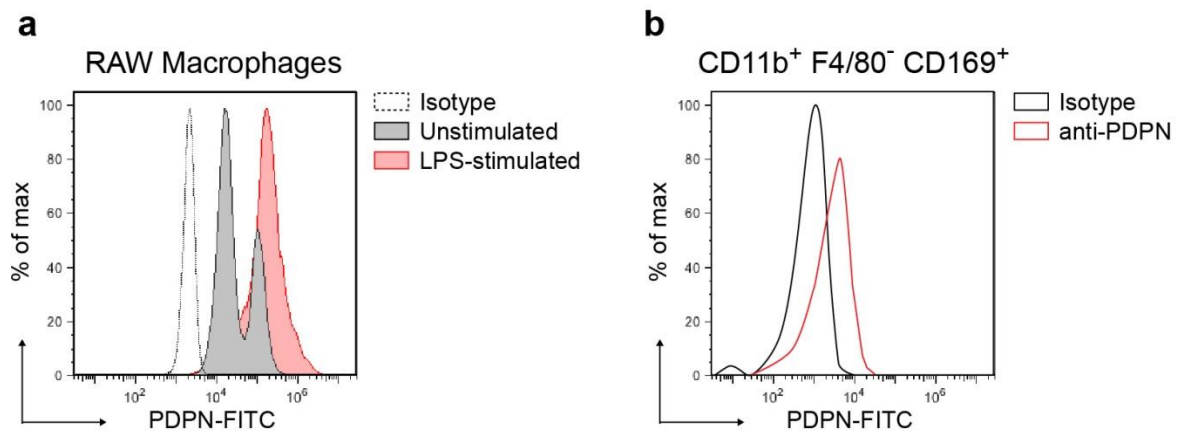 a
RAW Macrophages
Isotype
Unstimulated
LPS-stimulated
% of max
100
80
60
40
20
0
10²
10⁴
10⁶
PDPN-FITC
b
CD11b⁺ F4/80⁻ CD169⁺
Isotype
anti-PDPN
% of max
100
80
60
40
20
0
10²
10⁴
10⁶
PDPN-FITC